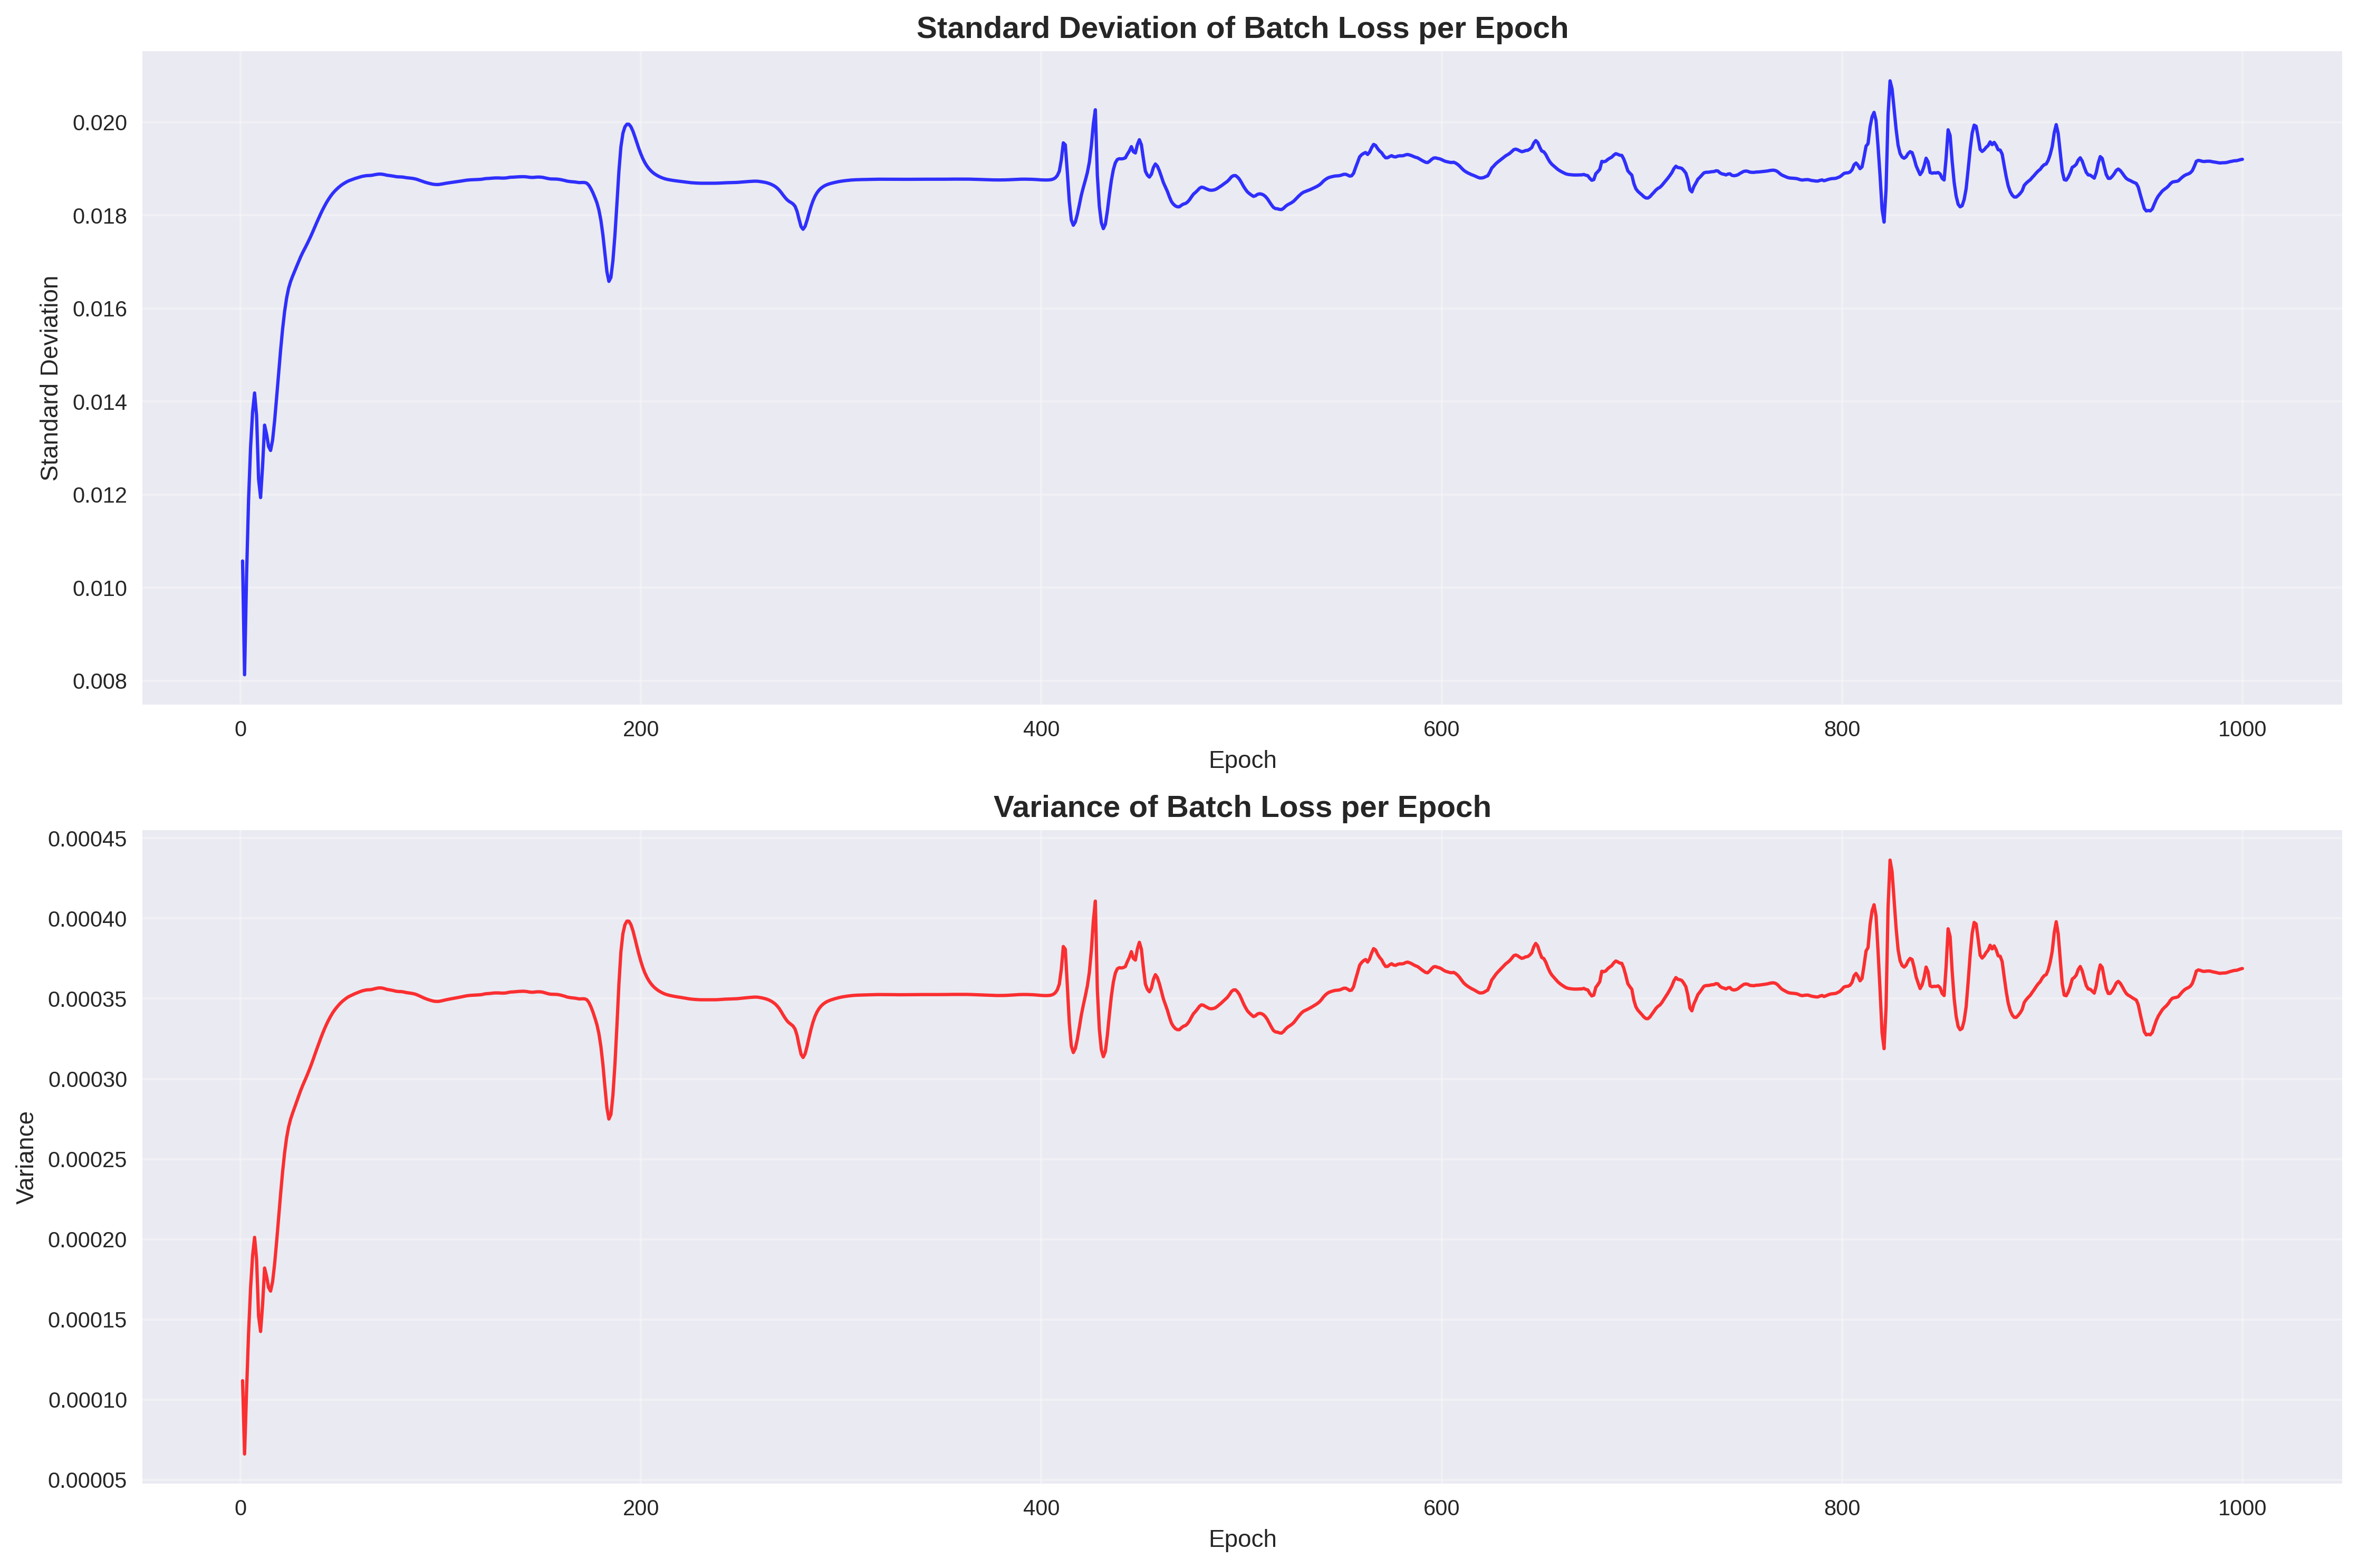 Standard Deviation of Batch Loss per Epoch
Standard Deviation
0.020
0.018
0.016
0.014
0.012
0.010
0.008
0 200 400 600 800 1000
Epoch
Variance of Batch Loss per Epoch
Variance
0.00045
0.00040
0.00035
0.00030
0.00025
0.00020
0.00015
0.00010
0.00005
0 200 400 600 800 1000
Epoch